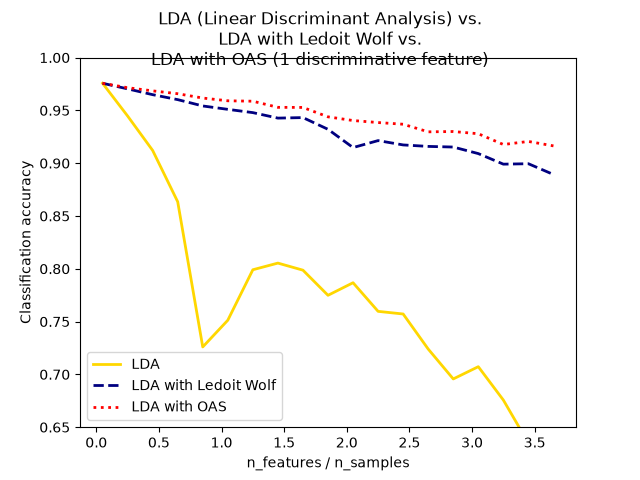 LDA (Linear Discriminant Analysis) vs.
LDA with Ledoit Wolf vs.
LDA with OAS (1 discriminative feature)
1.00
0.95
0.90
0.85
0.80
0.75
0.70
0.65
Classification accuracy
LDA
LDA with Ledoit Wolf
LDA with OAS
0.0 0.5 1.0 1.5 2.0 2.5 3.0 3.5
n_features / n_samples